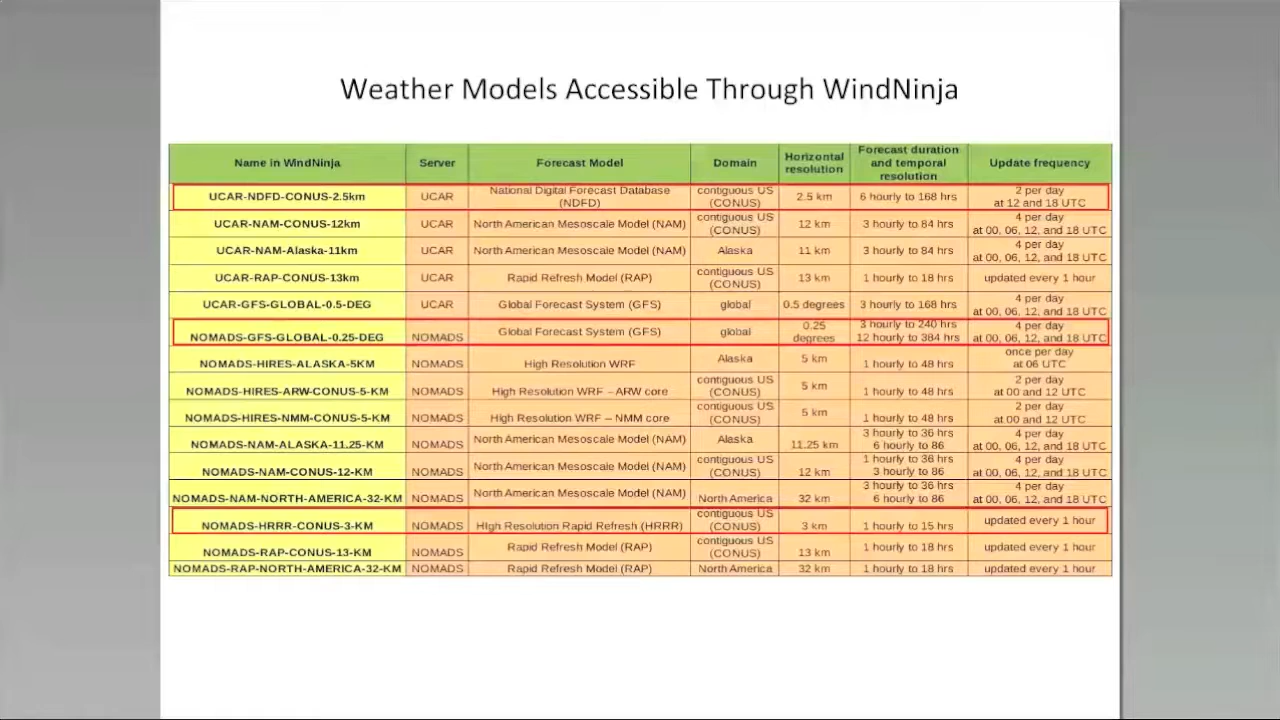 Weather Models Accessible Through WindNinja
Name in WindNinja Server Forecast Model Domain Horizontal resolution Forecast duration and temporal resolution Update frequency
UCAR-NDFD-CONUS-2.5km UCAR National Digital Forecast Database (NDFD) contiguous US (CONUS) 2.5 km 6 hourly to 168 hrs 2 per day at 12 and 18 UTC
UCAR-NAM-CONUS-12km UCAR North American Mesoscale Model (NAM) contiguous US (CONUS) 12 km 3 hourly to 84 hrs 4 per day at 00, 06, 12, and 18 UTC
UCAR-NAM-Alaska-11km UCAR North American Mesoscale Model (NAM) Alaska 11 km 3 hourly to 84 hrs 4 per day at 00, 06, 12, and 18 UTC
UCAR-RAP-CONUS-13km UCAR Rapid Refresh Model (RAP) contiguous US (CONUS) 13 km 1 hourly to 18 hrs updated every 1 hour
UCAR-GFS-GLOBAL-0.5-DEG UCAR Global Forecast System (GFS) global 0.5 degrees 3 hourly to 168 hrs 4 per day at 00, 06, 12, and 18 UTC
NOMADS-GFS-GLOBAL-0.25-DEG NOMADS Global Forecast System (GFS) global 0.25 degrees 3 hourly to 240 hrs 12 hourly to 384 hrs 4 per day at 00, 06, 12, and 18 UTC
NOMADS-HIRES-ALASKA-5KM NOMADS High Resolution WRF Alaska 5 km 1 hourly to 48 hrs once per day at 06 UTC
NOMADS-HIRES-ARW-CONUS-5-KM NOMADS High Resolution WRF – ARW core contiguous US (CONUS) 5 km 1 hourly to 48 hrs 2 per day at 00 and 12 UTC
NOMADS-HIRES-NMM-CONUS-5-KM NOMADS High Resolution WRF – NMM core contiguous US (CONUS) 5 km 1 hourly to 48 hrs 2 per day at 00 and 12 UTC
NOMADS-NAM-ALASKA-11.25-KM NOMADS North American Mesoscale Model (NAM) Alaska 11.25 km 3 hourly to 36 hrs 6 hourly to 86 4 per day at 00, 06, 12, and 18 UTC
NOMADS-NAM-CONUS-12-KM NOMADS North American Mesoscale Model (NAM) contiguous US (CONUS) 12 km 1 hourly to 36 hrs 3 hourly to 86 4 per day at 00, 06, 12, and 18 UTC
NOMADS-NAM-NORTH-AMERICA-32-KM NOMADS North American Mesoscale Model (NAM) North America 32 km 3 hourly to 36 hrs 6 hourly to 86 4 per day at 00, 06, 12, and 18 UTC
NOMADS-HRRR-CONUS-3-KM NOMADS High Resolution Rapid Refresh (HRRR) contiguous US (CONUS) 3 km 1 hourly to 15 hrs updated every 1 hour
NOMADS-RAP-CONUS-13-KM NOMADS Rapid Refresh Model (RAP) contiguous US (CONUS) 13 km 1 hourly to 18 hrs updated every 1 hour
NOMADS-RAP-NORTH-AMERICA-32-KM NOMADS Rapid Refresh Model (RAP) North America 32 km 1 hourly to 18 hrs updated every 1 hour